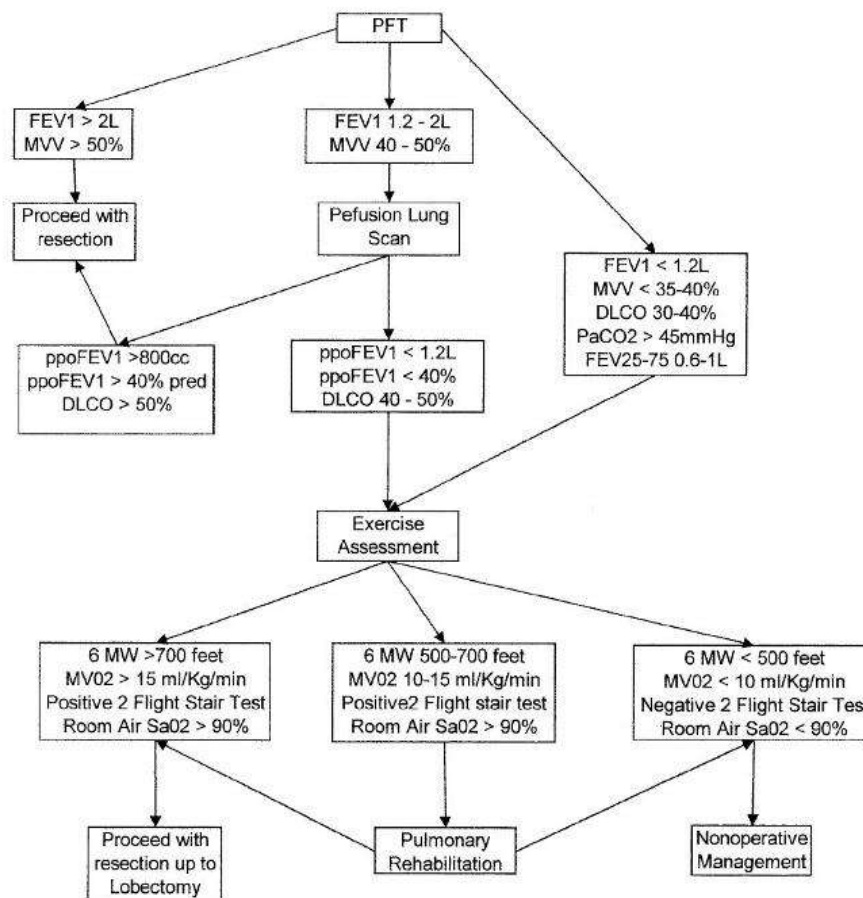 PFT
FEV1 > 2L
MVV > 50%
FEV1 1.2 - 2L
MVV 40 - 50%
Proceed with
resection
Pefusion Lung
Scan
FEV1 < 1.2L
MVV < 35-40%
DLCO 30-40%
PaCO2 > 45mmHg
FEV25-75 0.6-1L
ppoFEV1 >800cc
ppoFEV1 > 40% pred
DLCO > 50%
ppoFEV1 < 1.2L
ppoFEV1 < 40%
DLCO 40 - 50%
Exercise
Assessment
6 MW >700 feet
MV02 > 15 ml/Kg/min
Positive 2 Flight Stair Test
Room Air Sa02 > 90%
6 MW 500-700 feet
MV02 10-15 ml/Kg/min
Positive2 Flight stair test
Room Air Sa02 > 90%
6 MW < 500 feet
MV02 < 10 ml/Kg/min
Negative 2 Flight Stair Tes
Room Air Sa02 < 90%
Proceed with
resection up to
Lobectomy
Pulmonary
Rehabilitation
Nonoperative
Management